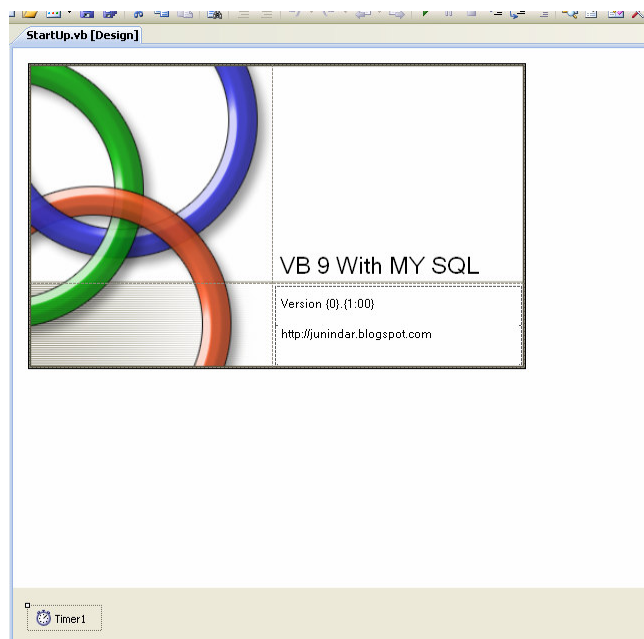 StartUp.vb [Design]
VB 9 With MY SQL
Version {0}.{1:00}
http://junindar.blogspot.com
Timer1